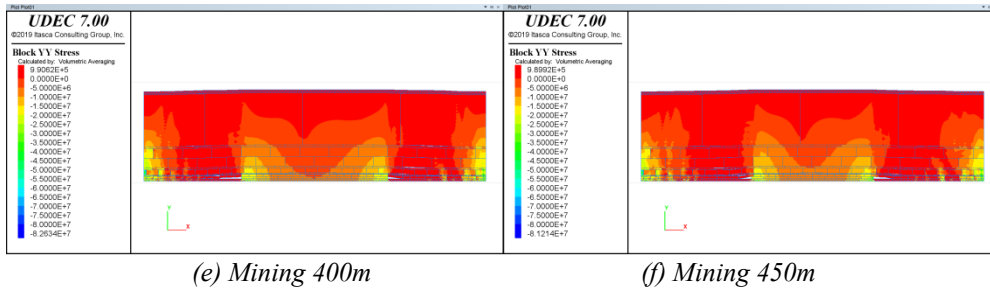 Plot Plot01
UDEC 7.00
©2019 Itasca Consulting Group, Inc.
Block YY Stress
Calculated by: Volumetric Averaging
9.9062E+5
0.0000E+0
-5.0000E+6
-1.0000E+7
-1.5000E+7
-2.0000E+7
-2.5000E+7
-3.0000E+7
-3.5000E+7
-4.0000E+7
-4.5000E+7
-5.0000E+7
-5.5000E+7
-6.0000E+7
-6.5000E+7
-7.0000E+7
-7.5000E+7
-8.0000E+7
-8.2634E+7
Y
X
(e) Mining 400m
Plot Plot01
UDEC 7.00
©2019 Itasca Consulting Group, Inc.
Block YY Stress
Calculated by: Volumetric Averaging
9.8992E+5
0.0000E+0
-5.0000E+6
-1.0000E+7
-1.5000E+7
-2.0000E+7
-2.5000E+7
-3.0000E+7
-3.5000E+7
-4.0000E+7
-4.5000E+7
-5.0000E+7
-5.5000E+7
-6.0000E+7
-6.5000E+7
-7.0000E+7
-7.5000E+7
-8.0000E+7
-8.1214E+7
Y
X
(f) Mining 450m